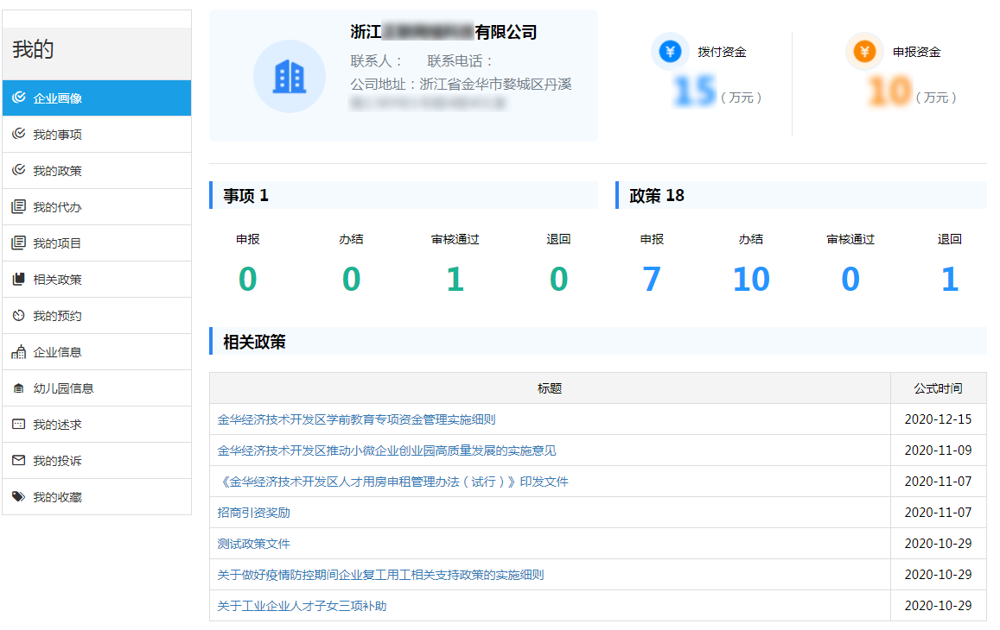 我的
企业画像
我的事项
我的政策
我的代办
我的项目
相关政策
我的预约
企业信息
幼儿园信息
我的述求
我的投诉
我的收藏
浙江 有限公司
联系人： 联系电话：
公司地址：浙江省金华市婺城区丹溪
拨付资金
15（万元）
申报资金
10（万元）
事项 1
申报 办结 审核通过 退回
0 0 1 0
政策 18
申报 办结 审核通过 退回
7 10 0 1
相关政策
标题 公式时间
金华经济技术开发区学前教育专项资金管理实施细则 2020-12-15
金华经济技术开发区推动小微企业创业园高质量发展的实施意见 2020-11-09
《金华经济技术开发区人才用房申租管理办法（试行）》印发文件 2020-11-07
招商引资奖励 2020-11-07
测试政策文件 2020-10-29
关于做好疫情防控期间企业复工用工相关支持政策的实施细则 2020-10-29
关于工业企业人才子女三项补助 2020-10-29